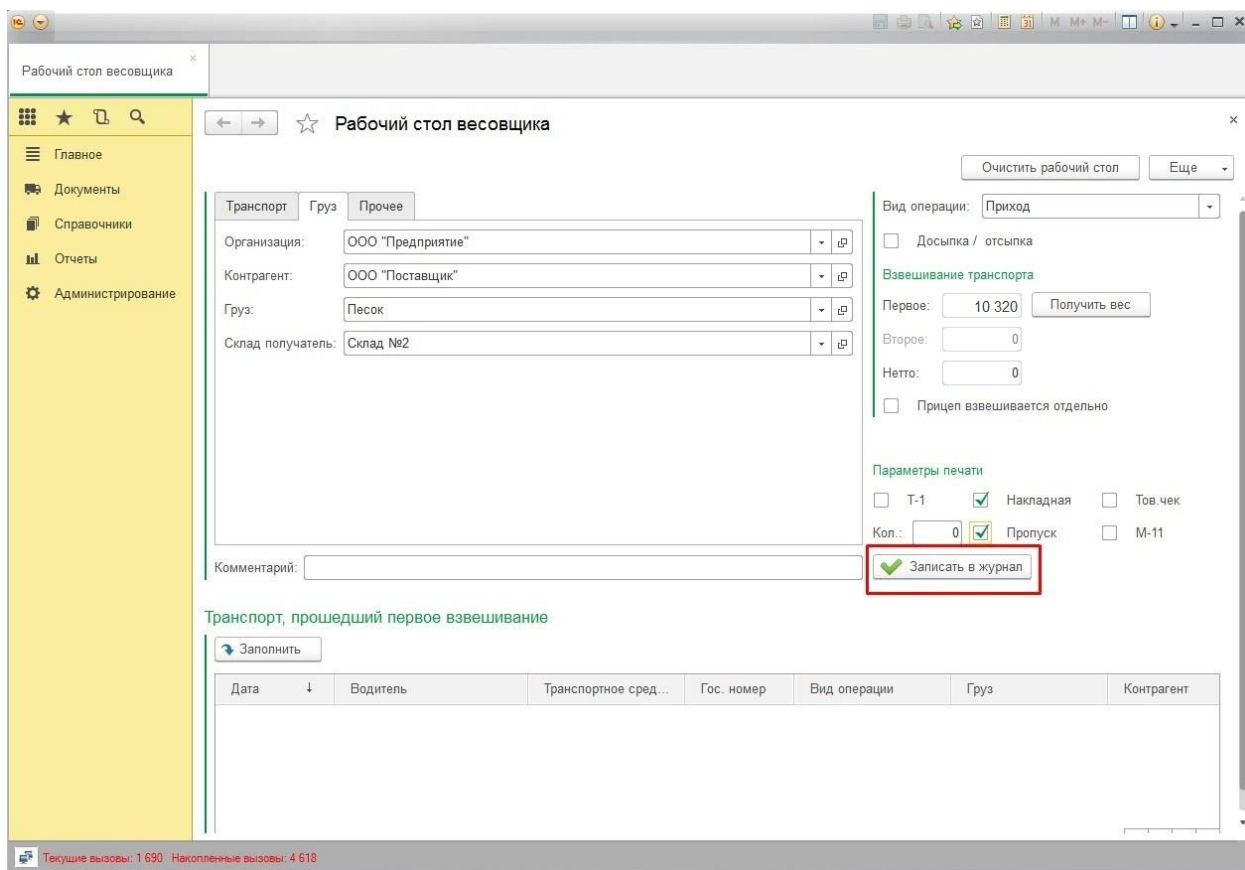 1С M M+ M- 31
Рабочий стол весовщика
Рабочий стол весовщика
Главное
Документы
Справочники
Отчеты
Администрирование
Очистить рабочий стол Еще
Транспорт Груз Прочее
Организация: ООО "Предприятие"
Контрагент: ООО "Поставщик"
Груз: Песок
Склад получатель: Склад №2
Комментарий:
Вид операции: Приход
Досыпка / отсыпка
Взвешивание транспорта
Первое: 10 320 Получить вес
Второе: 0
Нетто: 0
Прицеп взвешивается отдельно
Параметры печати
Т-1 Накладная Тов.чек
Кол.: 0 Пропуск М-11
Записать в журнал
Транспорт, прошедший первое взвешивание
Заполнить
Дата ↓ Водитель Транспортное сред... Гос. номер Вид операции Груз Контрагент
Текущие вызовы: 1 690 Накопленные вызовы: 4 618